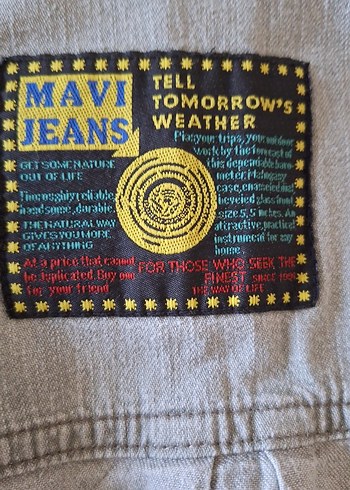 MAVI
JEANS
TELL
TOMORROW'S
WEATHER
Plan your trips, your outdoor
work by the forecast of
this dependable baro-
meter. Its
case, enameled inst
beveled glass front
size 5,5 inches. An
attractive, practical
instrument for any
home.
GET SOME NATURE
OUT OF LIFE
Thoroughly reliable
handsome, durable.
THE NATURAL WAY
GIVES YOU MORE
OF ANYTHING
At a price that cannot
be duplicated. Buy one
for your friend
FOR THOSE WHO SEEK THE
FINEST SINCE
THE WAY OF LIFE